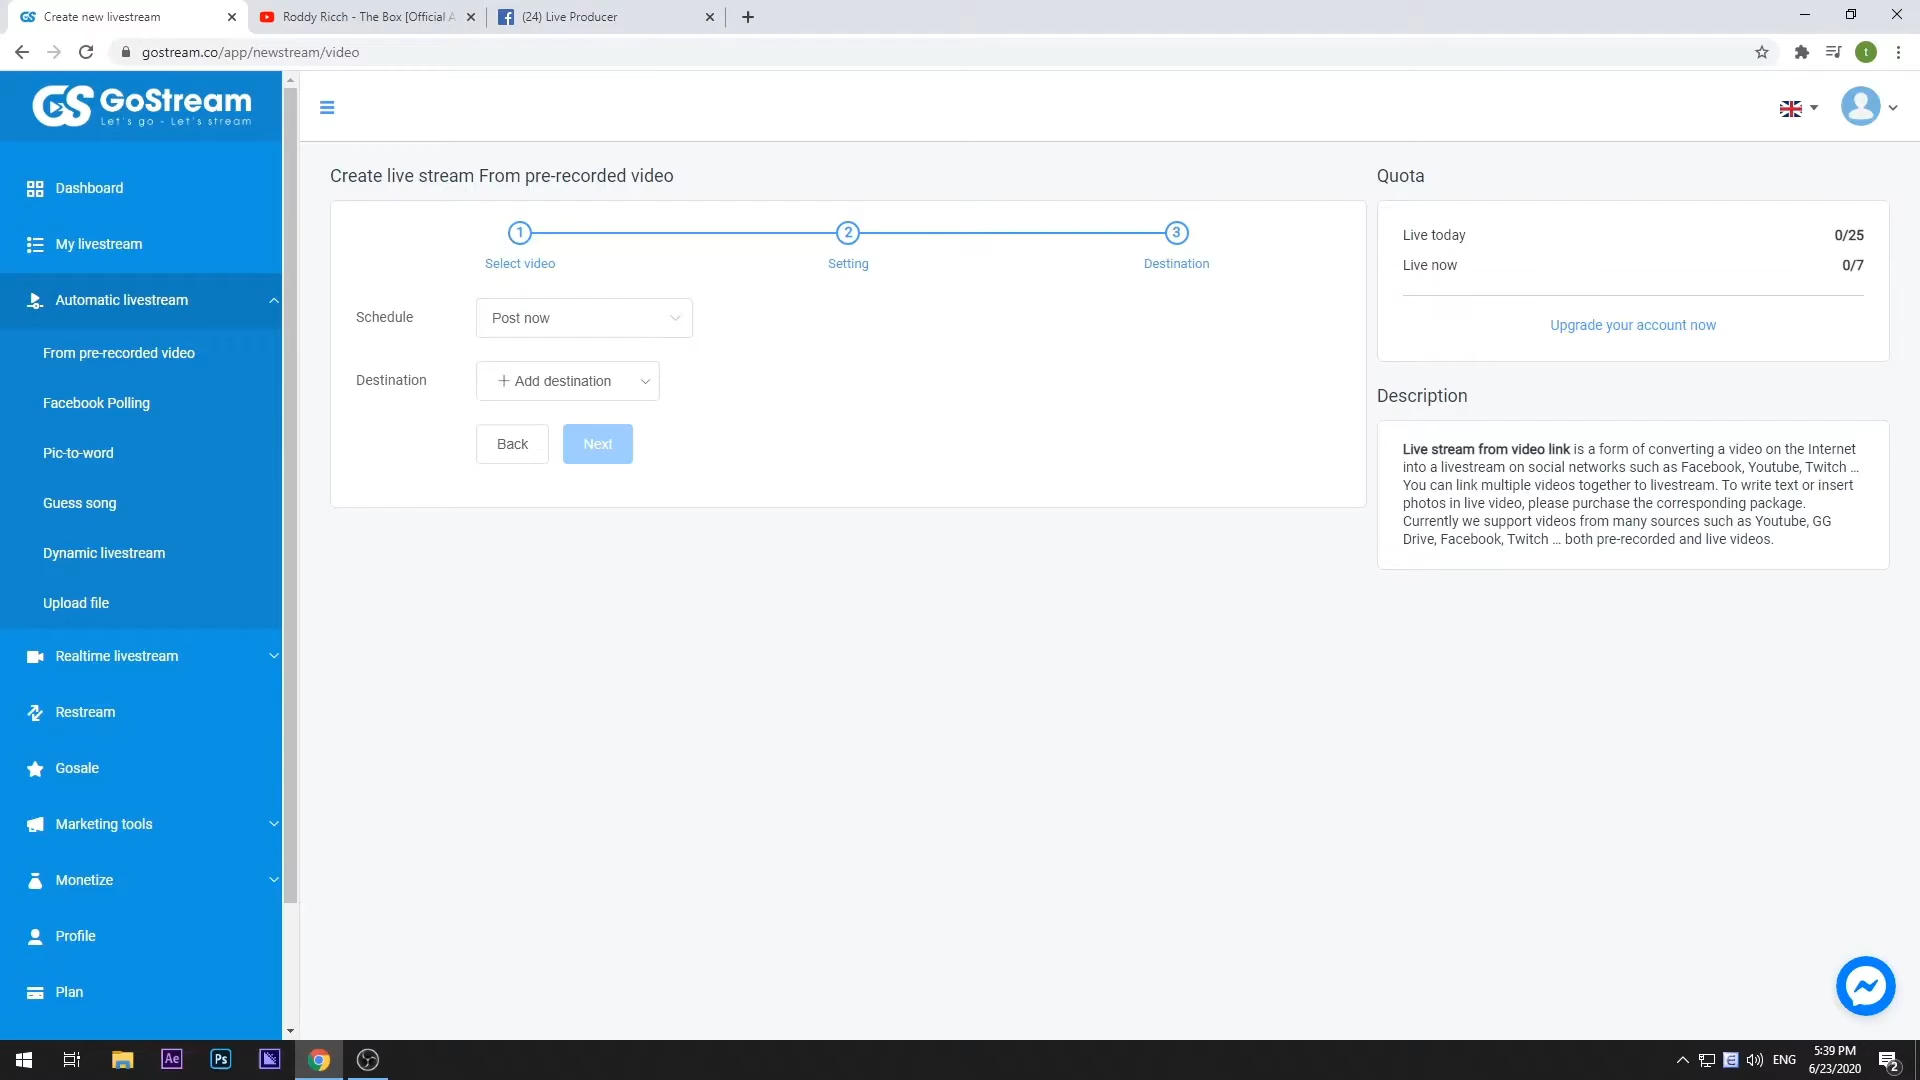 Create new livestream
Roddy Ricch - The Box [Official A
(24) Live Producer
gostream.co/app/newstream/video
GS GoStream
Let's go - Let's stream
Dashboard
My livestream
Automatic livestream
From pre-recorded video
Facebook Polling
Pic-to-word
Guess song
Dynamic livestream
Upload file
Realtime livestream
Restream
Gosale
Marketing tools
Monetize
Profile
Plan
Create live stream From pre-recorded video
1
2
3
Select video
Setting
Destination
Schedule
Post now
Destination
+ Add destination
Back
Next
Quota
Live today 0/25
Live now 0/7
Upgrade your account now
Description
Live stream from video link is a form of converting a video on the Internet
into a livestream on social networks such as Facebook, Youtube, Twitch ...
You can link multiple videos together to livestream. To write text or insert
photos in live video, please purchase the corresponding package.
Currently we support videos from many sources such as Youtube, GG
Drive, Facebook, Twitch ... both pre-recorded and live videos.
t
Ae
Ps
E
ENG
5:39 PM
6/23/2020
2